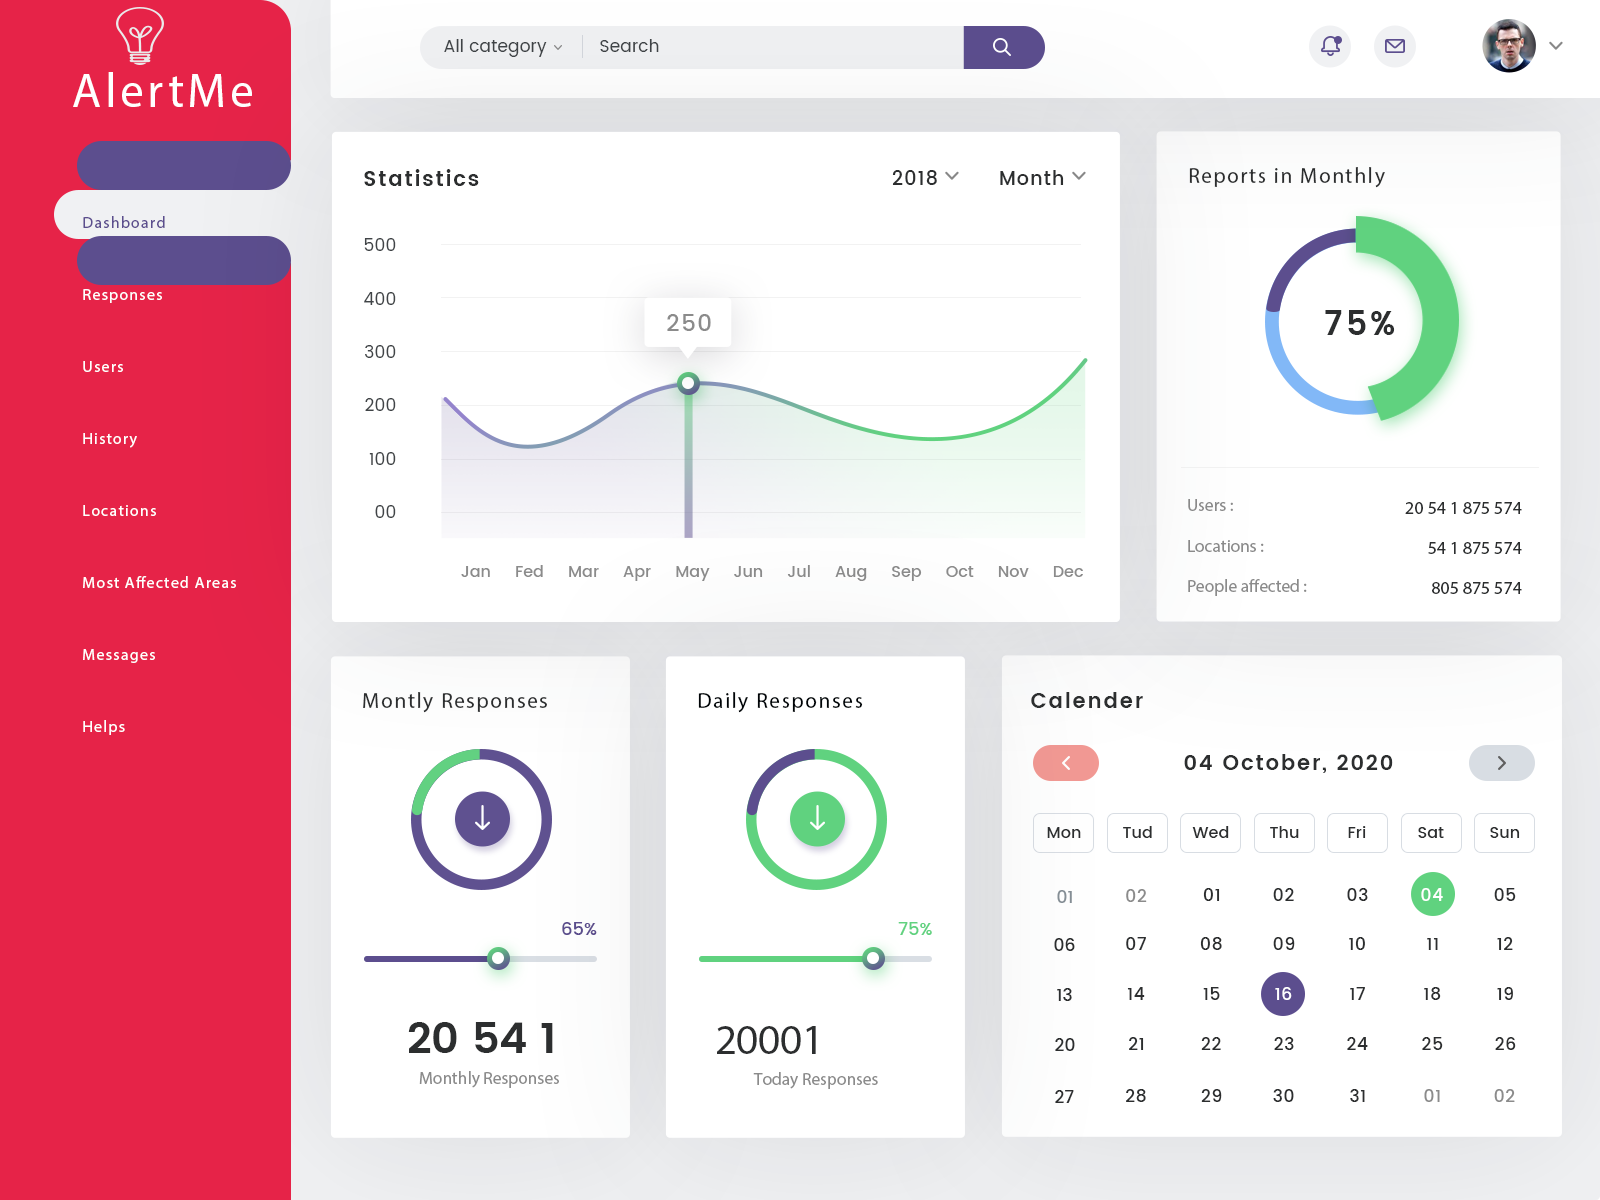 AlertMe
All category
Search
Dashboard
Responses
Users
History
Locations
Most Affected Areas
Messages
Helps
Statistics
2018
Month
500
400
300
200
100
00
250
Jan Fed Mar Apr May Jun Jul Aug Sep Oct Nov Dec
Reports in Monthly
75%
Users : 20 54 1 875 574
Locations : 54 1 875 574
People affected : 805 875 574
Montly Responses
65%
20 54 1
Monthly Responses
Daily Responses
75%
20001
Today Responses
Calender
04 October, 2020
Mon Tud Wed Thu Fri Sat Sun
01 02 01 02 03 04 05
06 07 08 09 10 11 12
13 14 15 16 17 18 19
20 21 22 23 24 25 26
27 28 29 30 31 01 02